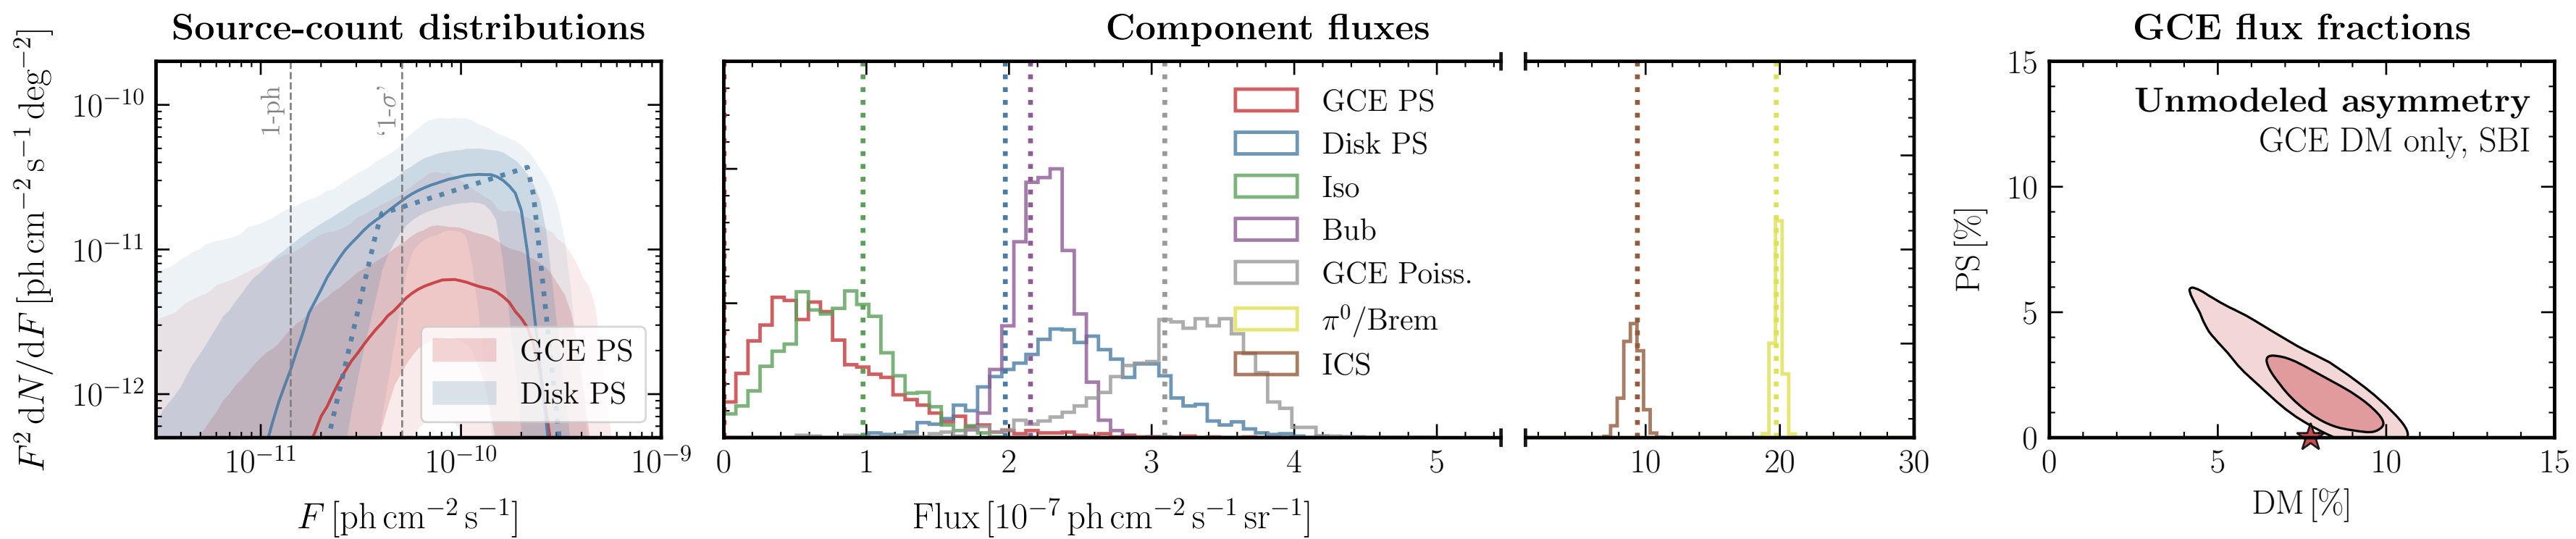 Source-count distributions
F² dN/dF [ph cm⁻² s⁻¹ deg⁻²]
10⁻¹⁰
10⁻¹¹
10⁻¹²
1-ph
‘1-σ’
GCE PS
Disk PS
10⁻¹¹ 10⁻¹⁰ 10⁻⁹
F [ph cm⁻² s⁻¹]
Component fluxes
GCE PS
Disk PS
Iso
Bub
GCE Poiss.
π⁰/Brem
ICS
0 1 2 3 4 5 10 20 30
Flux [10⁻⁷ ph cm⁻² s⁻¹ sr⁻¹]
GCE flux fractions
Unmodeled asymmetry
GCE DM only, SBI
PS [%]
15
10
5
0
0 5 10 15
DM [%]